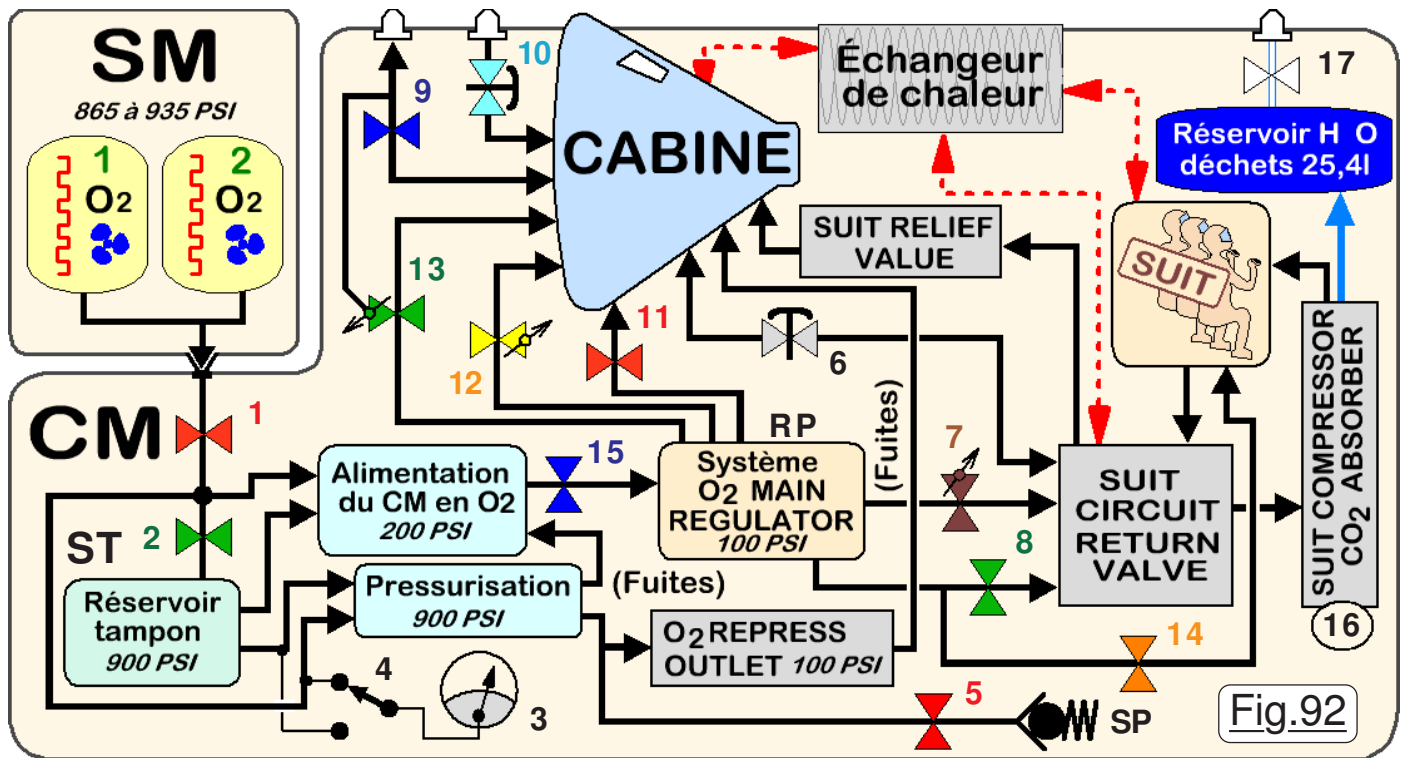 SM
865 à 935 PSI
1
2
O2
O2
9
10
CABINE
Échangeur
de chaleur
17
Réservoir H O
déchets 25,4l
SUIT RELIEF
VALUE
SUIT
13
12
11
6
CM
1
ST
2
Alimentation
du CM en O2
200 PSI
15
RP
Système
O2 MAIN
REGULATOR
100 PSI
(Fuites)
7
8
SUIT
CIRCUIT
RETURN
VALVE
SUIT COMPRESSOR
CO2 ABSORBER
16
Réservoir
tampon
900 PSI
Pressurisation
900 PSI
(Fuites)
O2 REPRESS
OUTLET 100 PSI
14
4
3
5
SP
Fig.92